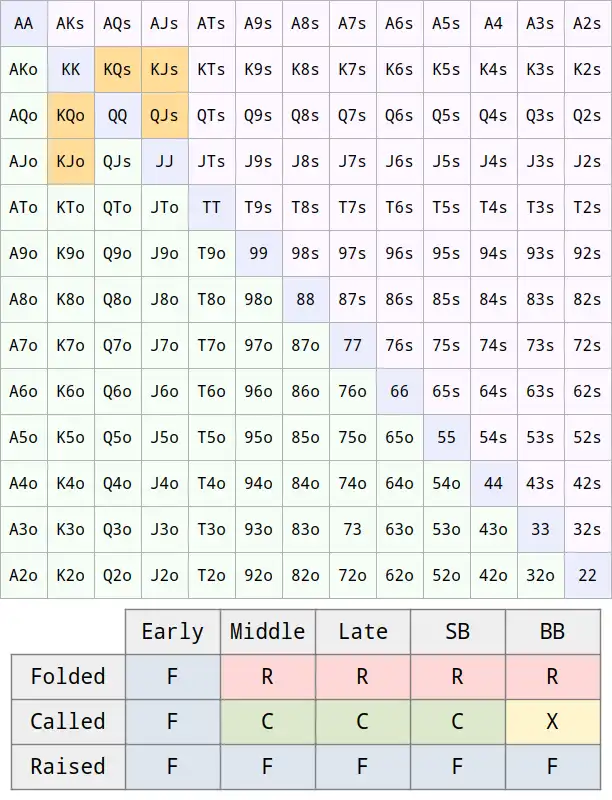 AA AKs AQs AJs ATs A9s A8s A7s A6s A5s A4 A3s A2s
AKo KK KQs KJs KTs K9s K8s K7s K6s K5s K4s K3s K2s
AQo KQo QQ QJs QTs Q9s Q8s Q7s Q6s Q5s Q4s Q3s Q2s
AJo KJo QJs JJ JTs J9s J8s J7s J6s J5s J4s J3s J2s
ATo KTo QTo JTo TT T9s T8s T7s T6s T5s T4s T3s T2s
A9o K9o Q9o J9o T9o 99 98s 97s 96s 95s 94s 93s 92s
A8o K8o Q8o J8o T8o 98o 88 87s 86s 85s 84s 83s 82s
A7o K7o Q7o J7o T7o 97o 87o 77 76s 75s 74s 73s 72s
A6o K6o Q6o J6o T6o 96o 86o 76o 66 65s 64s 63s 62s
A5o K5o Q5o J5o T5o 95o 85o 75o 65o 55 54s 53s 52s
A4o K4o Q4o J4o T4o 94o 84o 74o 64o 54o 44 43s 42s
A3o K3o Q3o J3o T3o 93o 83o 73 63o 53o 43o 33 32s
A2o K2o Q2o J2o T2o 92o 82o 72o 62o 52o 42o 32o 22
Early Middle Late SB BB
Folded F R R R R
Called F C C C X
Raised F F F F F